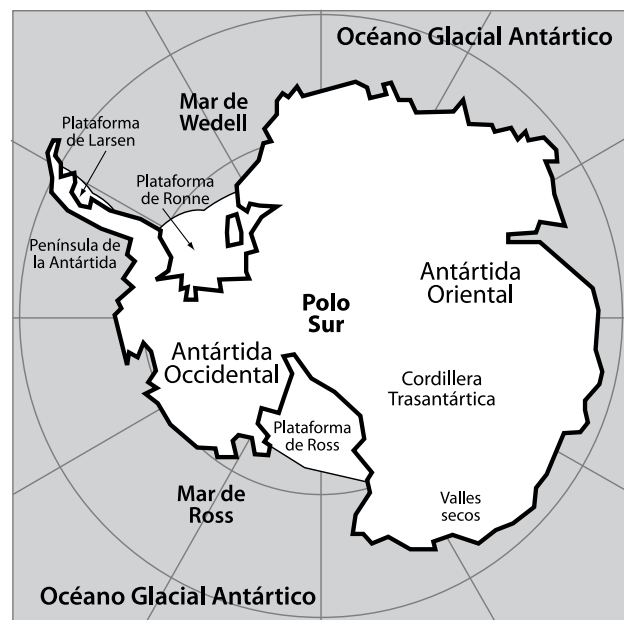 Océano Glacial Antártico
Mar de
Wedell
Plataforma
de Larsen
Plataforma
de Ronne
Península de
la Antártida
Antártida
Oriental
Polo
Sur
Antártida
Occidental
Cordillera
Trasantártica
Plataforma
de Ross
Mar de
Ross
Valles
secos
Océano Glacial Antártico